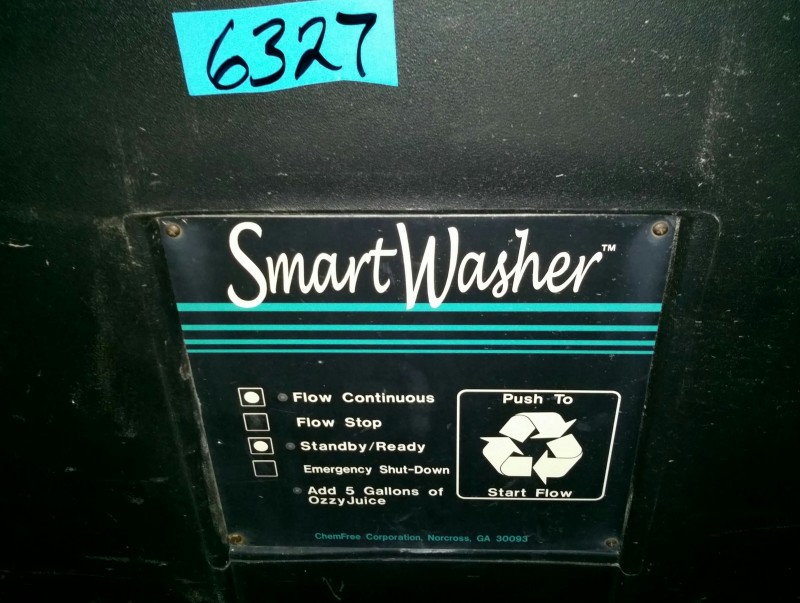 6327
SmartWasher™
Flow Continuous
Flow Stop
Standby/Ready
Emergency Shut-Down
Add 5 Gallons of
OzzyJuice
Push To
Start Flow
ChemFree Corporation, Norcross, GA 30093